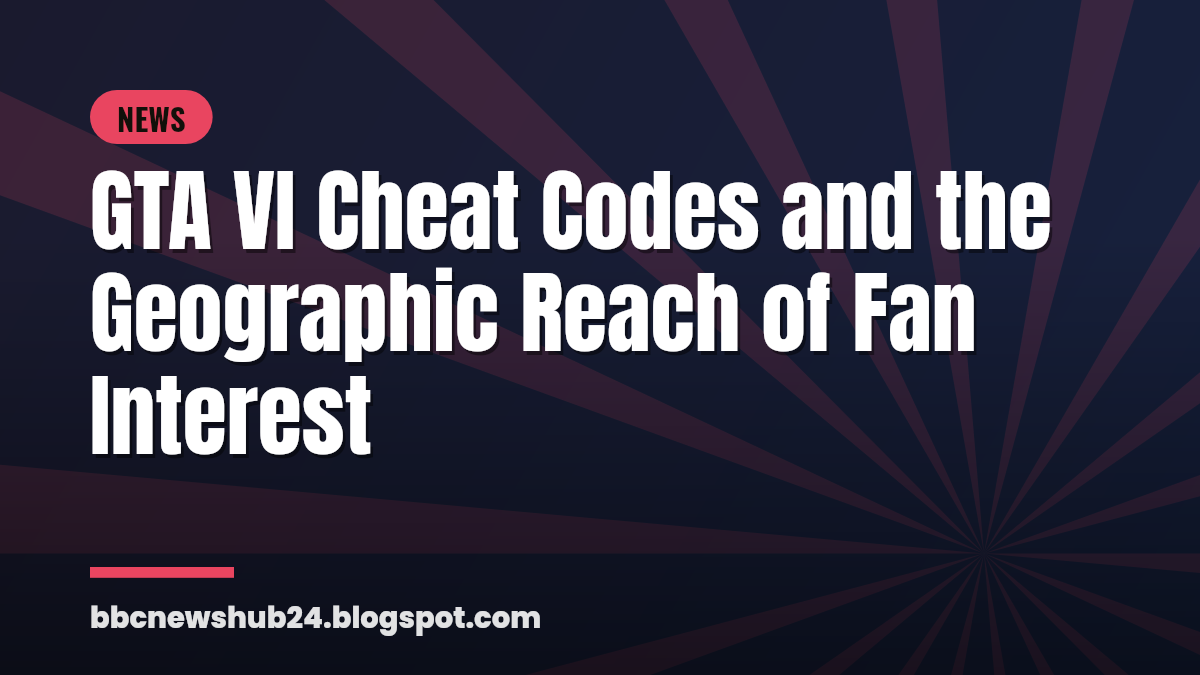 NEWS
GTA VI Cheat Codes and the
Geographic Reach of Fan
Interest
bbcnewshub24.blogspot.com